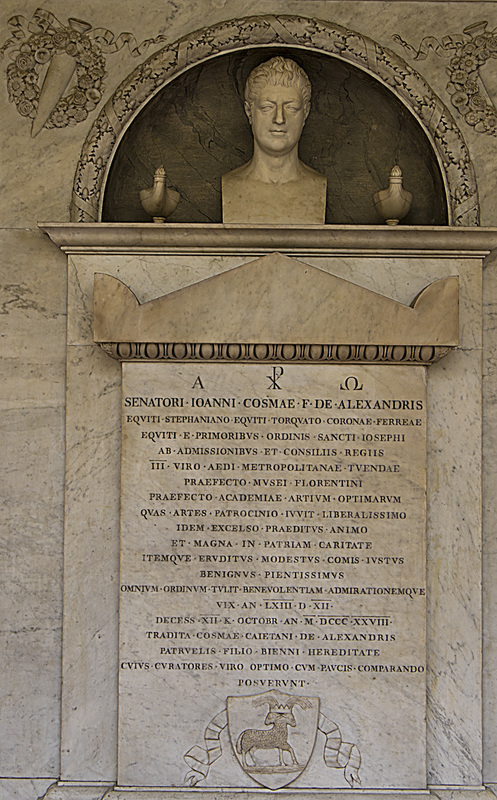 Α ☧ Ω
SENATORI · IOANNI · COSMAE · F · DE · ALEXANDRIS
EQVITI · STEPHANIANO · EQVITI · TORQVATO · CORONAE · FERREAE
EQVITI · E · PRIMORIBVS · ORDINIS · SANCTI · IOSEPHI
AB · ADMISSIONIBVS · ET · CONSILIIS · REGIIS
III · VIRO · AEDI · METROPOLITANAE · TVENDAE
PRAEFECTO · MVSEI · FLORENTINI
PRAEFECTO · ACADEMIAE · ARTIVM · OPTIMARVM
QVAS · ARTES · PATROCINIO · IVVIT · LIBERALISSIMO
IDEM · EXCELSO · PRAEDITVS · ANIMO
ET · MAGNA · IN · PATRIAM · CARITATE
ITEMQVE · ERVDITVS · MODESTVS · COMIS · IVSTVS
BENIGNVS · PIENTISSIMVS
OMNIVM · ORDINVM · TVLIT · BENEVOLENTIAM · ADMIRATIONEMQVE
VIX · AN · LXIII · D · XII ·
DECESS · XII · K · OCTOBR · AN · M · DCCC · XXVIII ·
TRADITA · COSMAE · CAIETANI · DE · ALEXANDRIS
PATRVELIS · FILIO · BIENNI · HEREDITATE
CVIVS · CVRATORES · VIRO · OPTIMO · CVM · PAVCIS · COMPARANDO
POSVERVNT ·